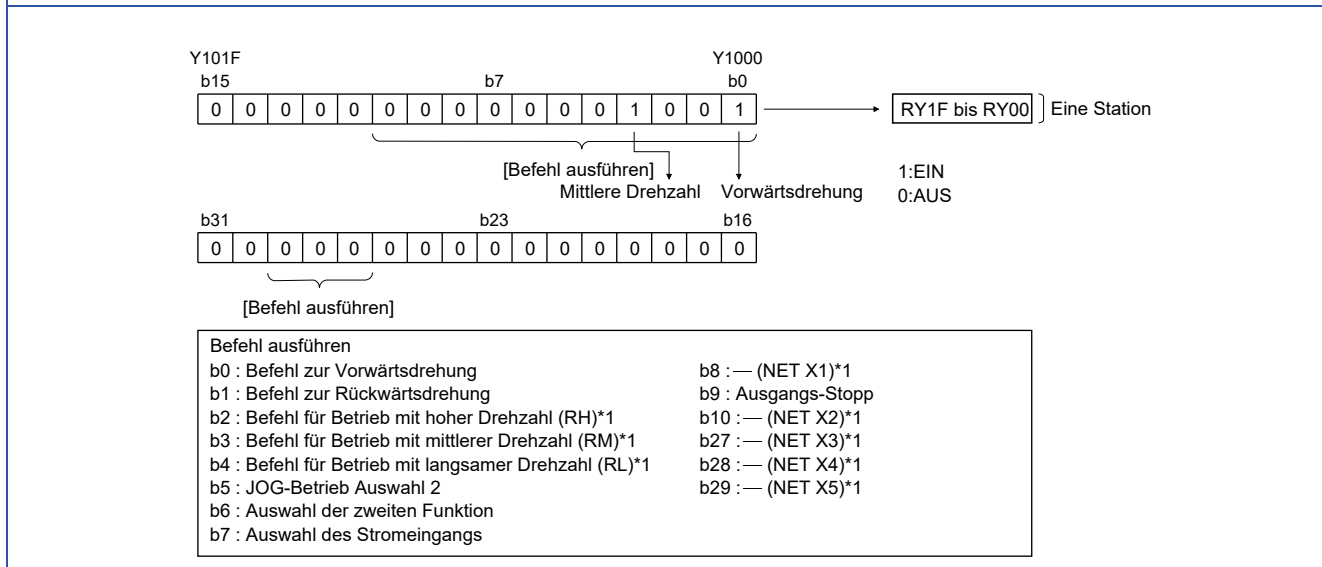 Y101F Y1000
b15 b7 b0
0 0 0 0 0 0 0 0 0 0 0 0 1 0 0 1 RY1F bis RY00 Eine Station
[Befehl ausführen] 1:EIN
Mittlere Drehzahl Vorwärtsdrehung 0:AUS
b31 b23 b16
0 0 0 0 0 0 0 0 0 0 0 0 0 0 0 0
[Befehl ausführen]
Befehl ausführen
b0 : Befehl zur Vorwärtsdrehung
b1 : Befehl zur Rückwärtsdrehung
b2 : Befehl für Betrieb mit hoher Drehzahl (RH)*1
b3 : Befehl für Betrieb mit mittlerer Drehzahl (RM)*1
b4 : Befehl für Betrieb mit langsamer Drehzahl (RL)*1
b5 : JOG-Betrieb Auswahl 2
b6 : Auswahl der zweiten Funktion
b7 : Auswahl des Stromeingangs
b8 : — (NET X1)*1
b9 : Ausgangs-Stopp
b10 : — (NET X2)*1
b27 : — (NET X3)*1
b28 : — (NET X4)*1
b29 : — (NET X5)*1